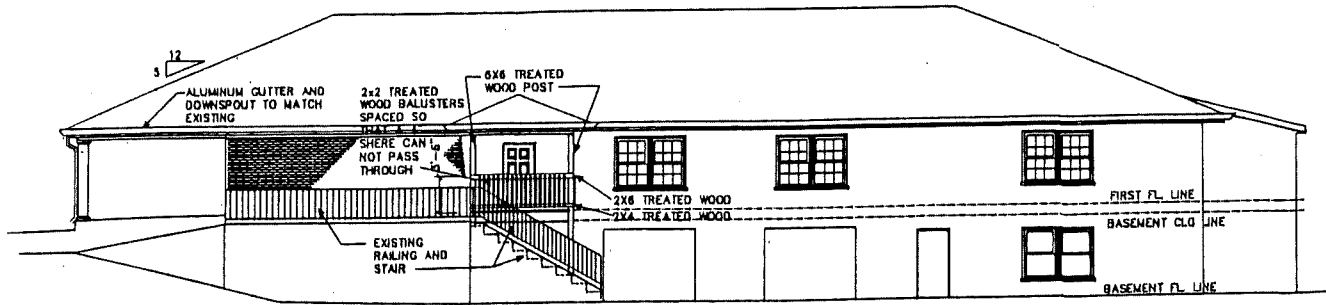 12
5
ALUMINUM GUTTER AND
DOWNSPOUT TO MATCH
EXISTING
2x2 TREATED
WOOD BALUSTERS
SPACED SO
THAT A
SHERE CAN
NOT PASS
THROUGH
6X6 TREATED
WOOD POST
2X6 TREATED WOOD
2X4 TREATED WOOD
FIRST FL LINE
BASEMENT CLG LINE
EXISTING
RAILING AND
STAIR
BASEMENT FL LINE